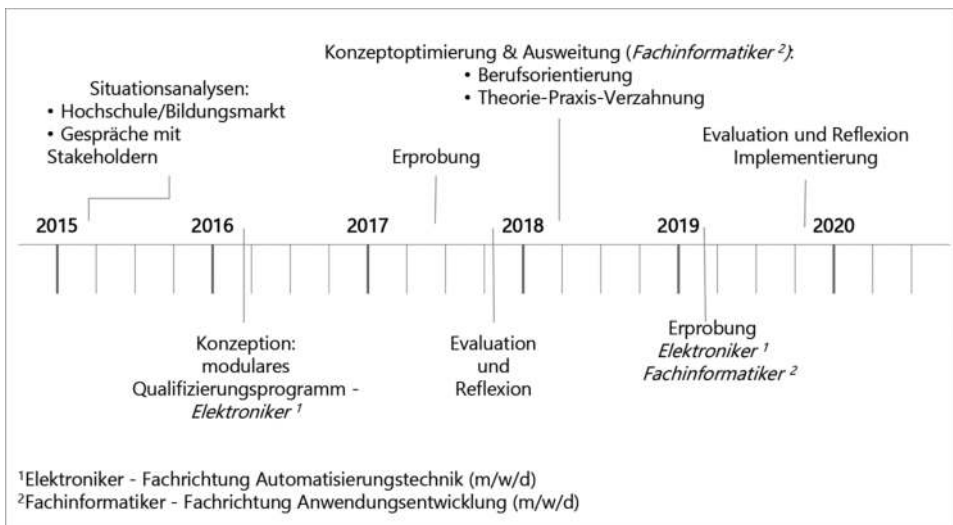 Konzeptoptimierung & Ausweitung (Fachinformatiker ²):
• Berufsorientierung
• Theorie-Praxis-Verzahnung
Situationsanalysen:
• Hochschule/Bildungsmarkt
• Gespräche mit
Stakeholdern
Erprobung
Evaluation und Reflexion
Implementierung
2015 2016 2017 2018 2019 2020
Konzeption:
modulares
Qualifizierungsprogramm -
Elektroniker ¹
Evaluation
und
Reflexion
Erprobung
Elektroniker ¹
Fachinformatiker ²
¹Elektroniker - Fachrichtung Automatisierungstechnik (m/w/d)
²Fachinformatiker - Fachrichtung Anwendungsentwicklung (m/w/d)